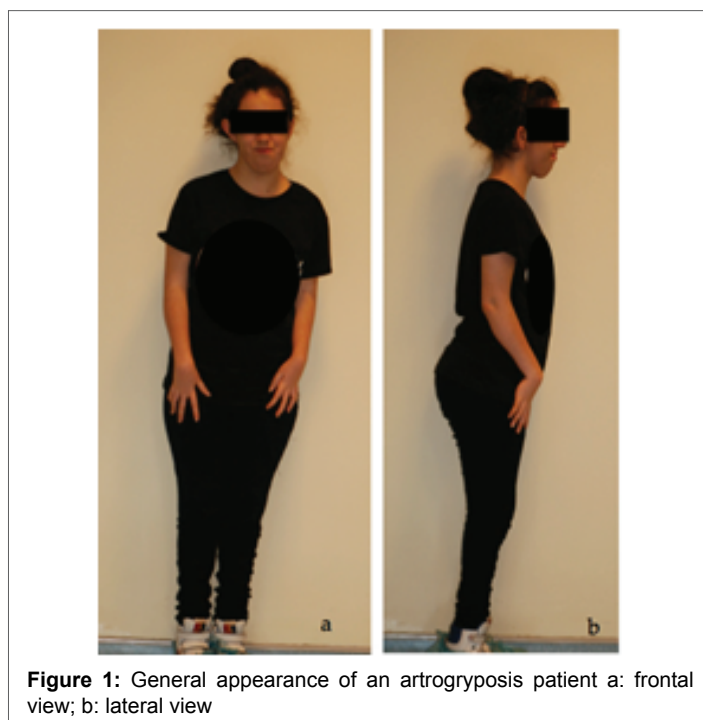 a
b
Figure 1: General appearance of an artrogryposis patient a: frontal
view; b: lateral view